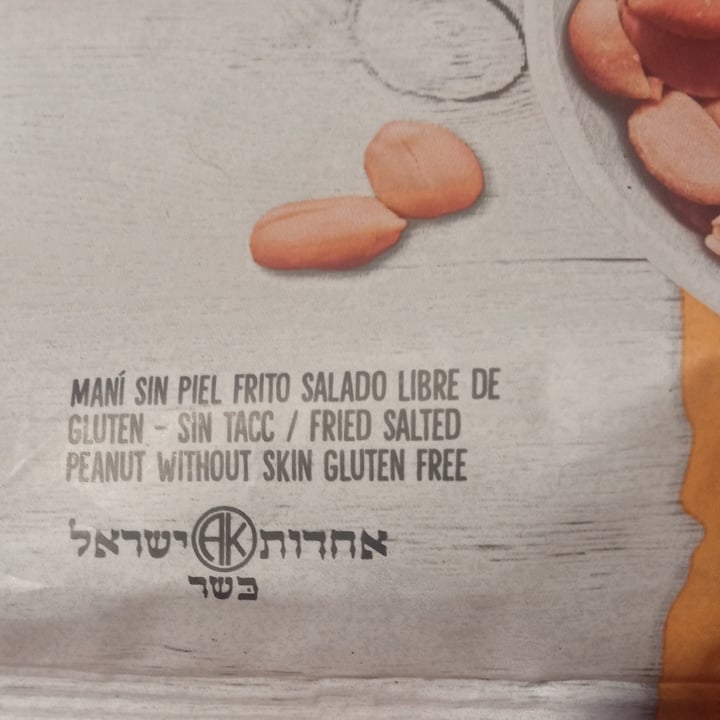 MANÍ SIN PIEL FRITO SALADO LIBRE DE
GLUTEN - SIN TACC / FRIED SALTED
PEANUT WITHOUT SKIN GLUTEN FREE
אחדות AK ישראל
בשר